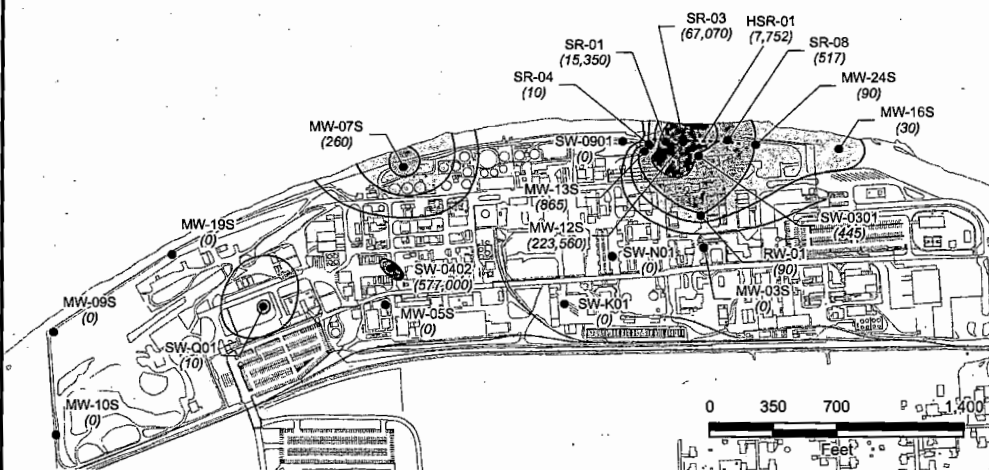 SR-03
(67,070)
HSR-01
(7,752)
SR-01
(15,350)
SR-08
(517)
SR-04
(10)
MW-24S
(90)
MW-16S
(30)
MW-07S
(260)
SW-0901
(0)
MW-13S
(865)
MW-12S
(223,560)
SW-0301
(445)
MW-19S
(0)
SW-N01
(0)
RW-01
(90)
SW-0402
(577,000)
MW-03S
(0)
MW-09S
(0)
MW-05S
(0)
SW-K01
(0)
SW-Q01
(10)
MW-10S
(0)
0 350 700 1,400
Feet